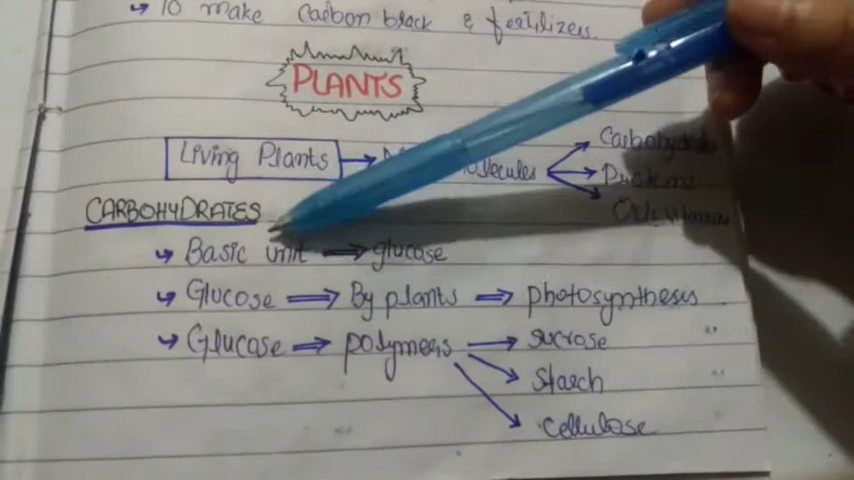 ↳ To make Carbon black & fertilizers.
PLANTS
Living Plants → Carbohydrates
Proteins
CARBOHYDRATES
↳ Basic unit ⇒ glucose
↳ Glucose ⇒ By plants ⇒ photosynthesis
↳ Glucose ⇒ polymers → sucrose
→ starch
→ cellulose